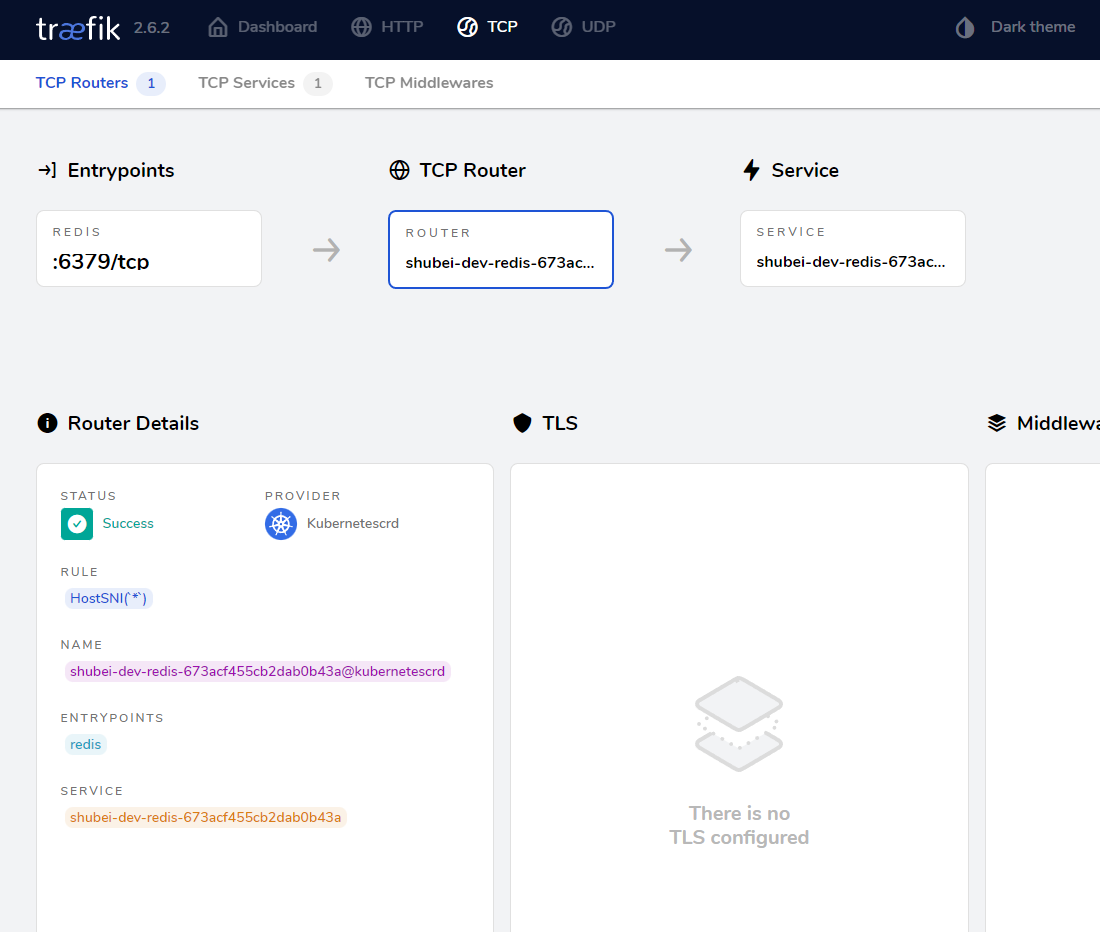 træfik 2.6.2 Dashboard HTTP TCP UDP Dark theme
TCP Routers 1 TCP Services 1 TCP Middlewares
Entrypoints TCP Router Service
REDIS
:6379/tcp
ROUTER
shubei-dev-redis-673ac...
SERVICE
shubei-dev-redis-673ac...
Router Details
STATUS PROVIDER
Success Kubernetescrd
RULE
HostSNI(`*`)
NAME
shubei-dev-redis-673acf455cb2dab0b43a@kubernetescrd
ENTRYPOINTS
redis
SERVICE
shubei-dev-redis-673acf455cb2dab0b43a
TLS
There is no
TLS configured
Middlewa